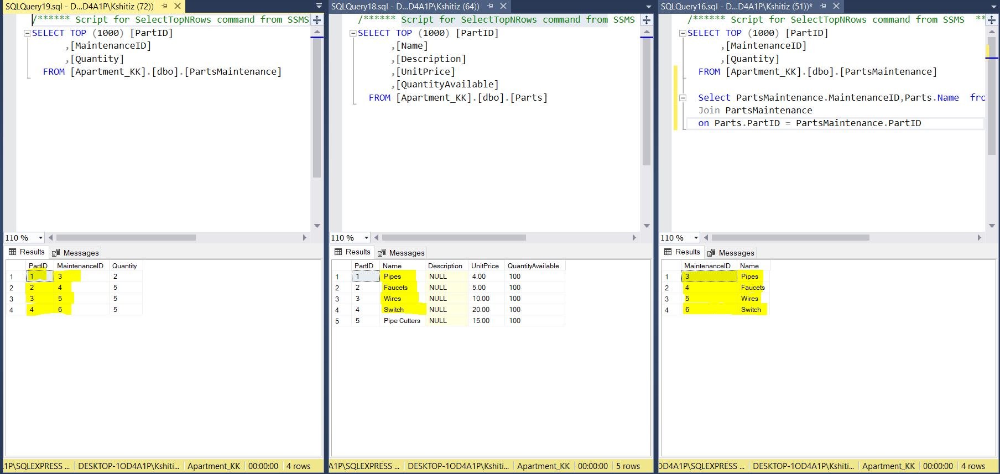 SQLQuery19.sql - D...D4A1P\Kshitiz (72))
/****** Script for SelectTopNRows command from SSMS
SELECT TOP (1000) [PartID]
,[MaintenanceID]
,[Quantity]
FROM [Apartment_KK].[dbo].[PartsMaintenance]
110 %
Results Messages
PartID MaintenanceID Quantity
1 1 3 2
2 2 4 5
3 3 5 5
4 4 6 5
.1P\SQLEXPRESS ... DESKTOP-1OD4A1P\Kshiti... Apartment_KK 00:00:00 4 rows
SQLQuery18.sql - D...D4A1P\Kshitiz (64))
/****** Script for SelectTopNRows command from SSMS
SELECT TOP (1000) [PartID]
,[Name]
,[Description]
,[UnitPrice]
,[QuantityAvailable]
FROM [Apartment_KK].[dbo].[Parts]
110 %
Results Messages
PartID Name Description UnitPrice QuantityAvailable
1 1 Pipes NULL 4.00 100
2 2 Faucets NULL 5.00 100
3 3 Wires NULL 10.00 100
4 4 Switch NULL 20.00 100
5 5 Pipe Cutters NULL 15.00 100
A1P\SQLEXPRESS ... DESKTOP-1OD4A1P\Kshiti... Apartment_KK 00:00:00 5 rows
SQLQuery16.sql - D...D4A1P\Kshitiz (51))*
/****** Script for SelectTopNRows command from SSMS **
SELECT TOP (1000) [PartID]
,[MaintenanceID]
,[Quantity]
FROM [Apartment_KK].[dbo].[PartsMaintenance]
Select PartsMaintenance.MaintenanceID,Parts.Name fro
Join PartsMaintenance
on Parts.PartID = PartsMaintenance.PartID
110 %
Results Messages
MaintenanceID Name
1 3 Pipes
2 4 Faucets
3 5 Wires
4 6 Switch
OD4A1P\SQLEXPRESS ... DESKTOP-1OD4A1P\Kshiti... Apartment_KK 00:00:00 4 rows